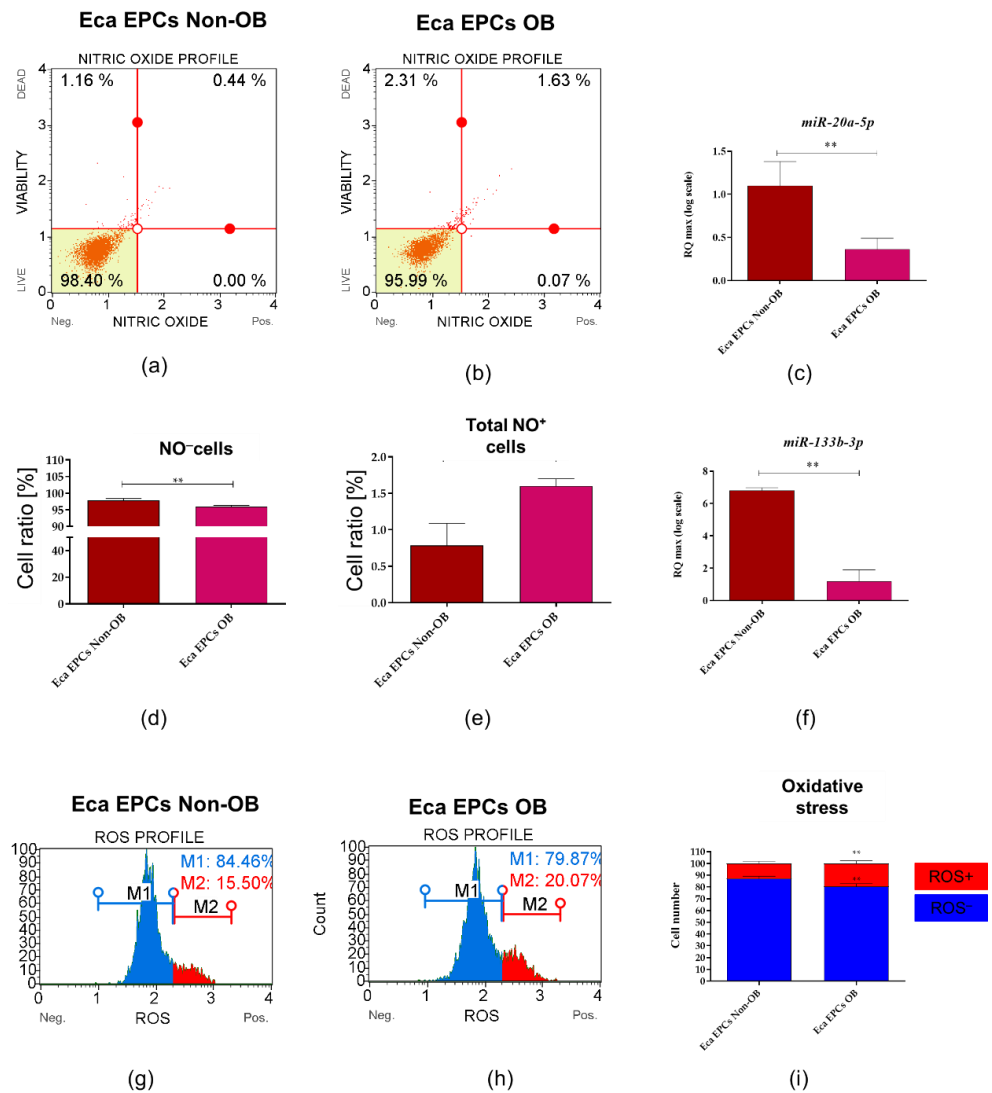 Eca EPCs Non-OB
NITRIC OXIDE PROFILE
1.16 %
0.44 %
98.40 %
0.00 %
DEAD
VIABILITY
LIVE
4
3
2
1
0
0
1
2
3
4
Neg.
NITRIC OXIDE
Pos.
(a)
Eca EPCs OB
NITRIC OXIDE PROFILE
2.31 %
1.63 %
95.99 %
0.07 %
DEAD
VIABILITY
LIVE
4
3
2
1
0
0
1
2
3
4
Neg.
NITRIC OXIDE
Pos.
(b)
miR-20a-5p
**
RQ max (log scale)
1.5
1.0
0.5
0.0
Eca EPCs Non-OB
Eca EPCs OB
(c)
NO⁻cells
**
Cell ratio [%]
110
105
100
95
90
40
20
0
Eca EPCs Non-OB
Eca EPCs OB
(d)
Total NO⁺
cells
Cell ratio [%]
2.0
1.5
1.0
0.5
0.0
Eca EPCs Non-OB
Eca EPCs OB
(e)
miR-133b-3p
**
RQ max (log scale)
8
6
4
2
0
Eca EPCs Non-OB
Eca EPCs OB
(f)
Eca EPCs Non-OB
ROS PROFILE
M1: 84.46%
M2: 15.50%
M1
M2
100
90
80
70
60
50
40
30
20
10
0
0
1
2
3
4
Neg.
ROS
Pos.
(g)
Eca EPCs OB
ROS PROFILE
M1: 79.87%
M2: 20.07%
M1
M2
Count
100
90
80
70
60
50
40
30
20
10
0
0
1
2
3
4
Neg.
ROS
Pos.
(h)
Oxidative
stress
**
**
Cell number
110
100
90
80
70
60
50
40
30
20
10
0
ROS+
ROS⁻
Eca EPCs Non-OB
Eca EPCs OB
(i)